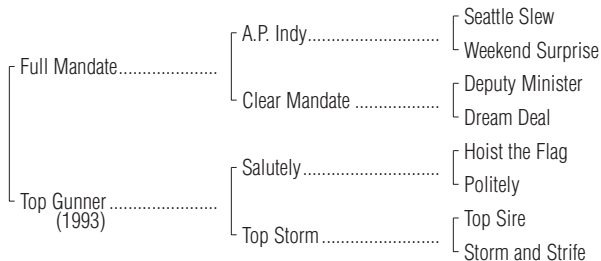 Seattle Slew
A.P. Indy
Weekend Surprise
Full Mandate
Deputy Minister
Clear Mandate
Dream Deal
Hoist the Flag
Salutely
Politely
Top Gunner
(1993)
Top Sire
Top Storm
Storm and Strife